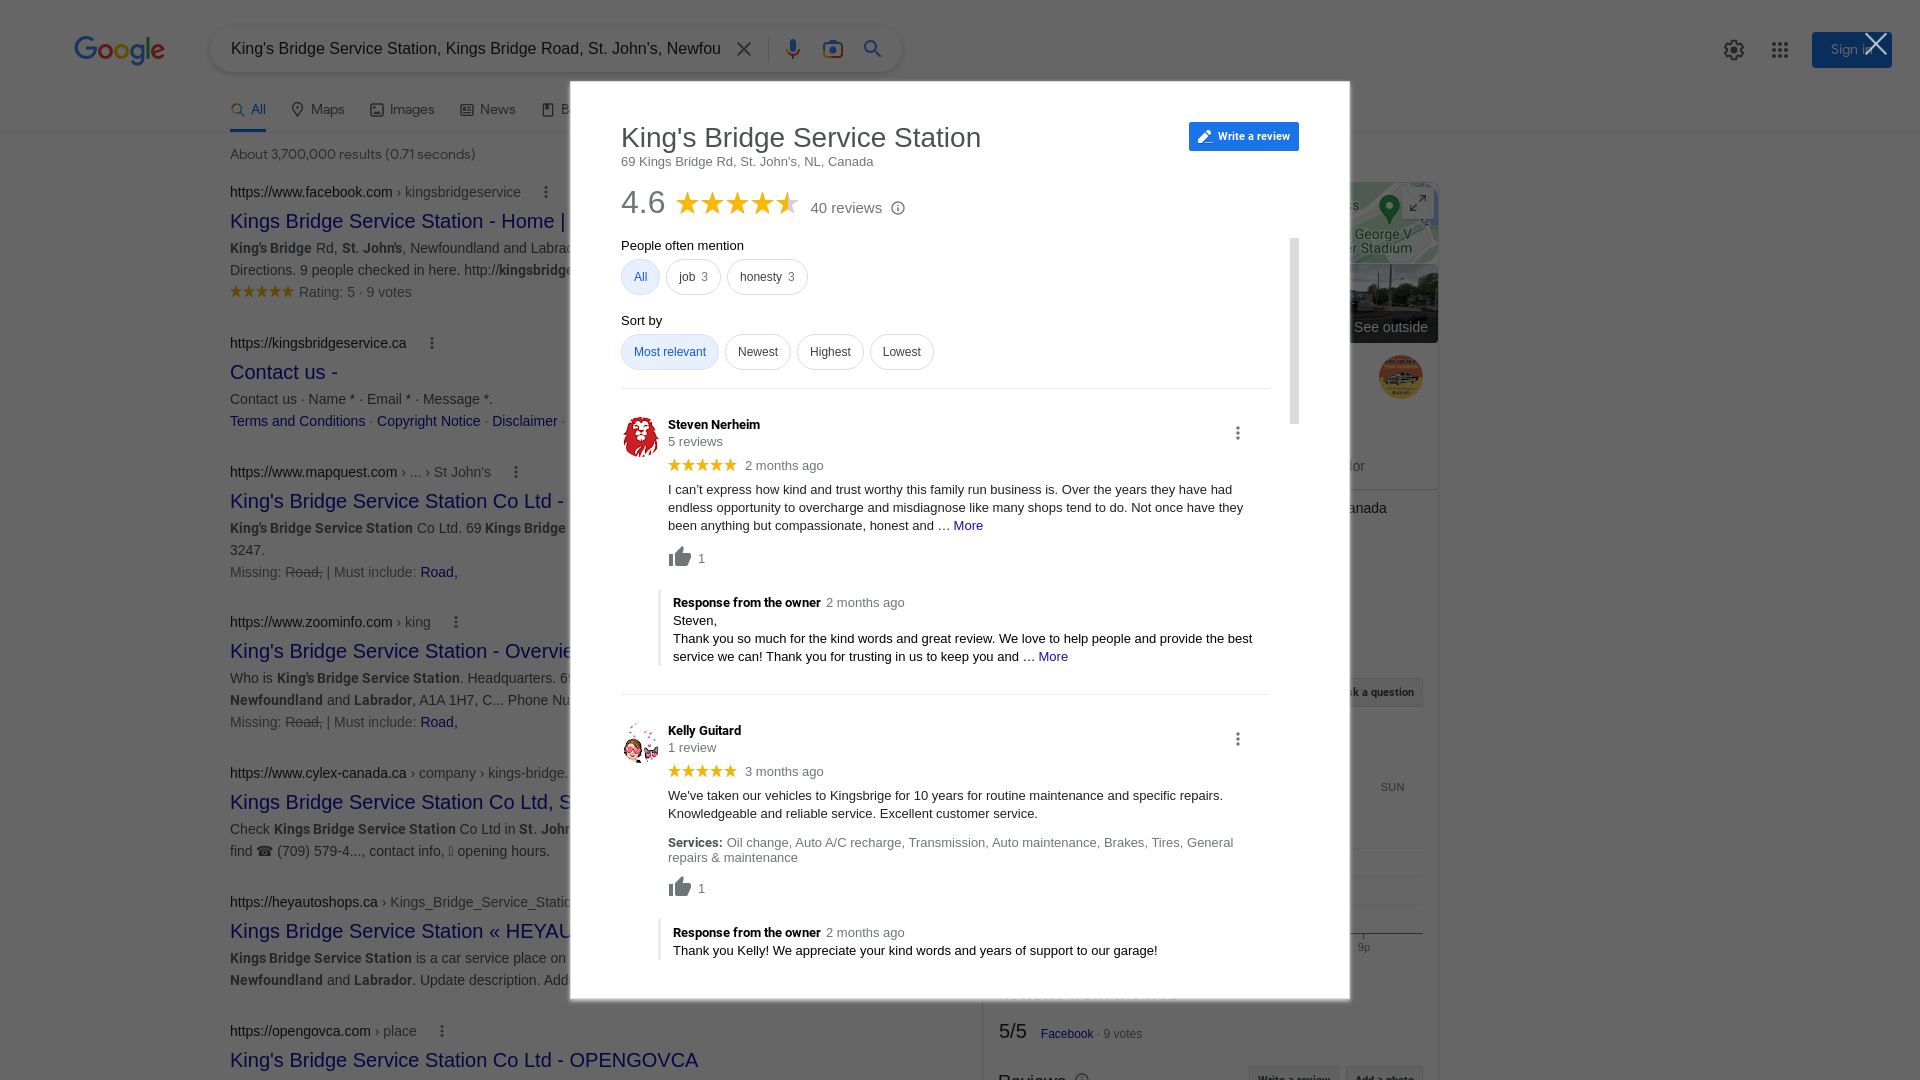 Google
King's Bridge Service Station, Kings Bridge Road, St. John's, Newfou
Sign in
All
Maps
Images
News
About 3,700,000 results (0.71 seconds)
https://www.facebook.com › kingsbridgeservice
Kings Bridge Service Station - Home |
King's Bridge Rd, St. John's, Newfoundland and Labrad
Directions. 9 people checked in here. http://kingsbridge
Rating: 5 · 9 votes
https://kingsbridgeservice.ca
Contact us -
Contact us · Name * · Email * · Message *.
Terms and Conditions · Copyright Notice · Disclaimer ·
https://www.mapquest.com › ... › St John's
King's Bridge Service Station Co Ltd -
King's Bridge Service Station Co Ltd. 69 Kings Bridge
3247.
Missing: Road, | Must include: Road,
https://www.zoominfo.com › king
King's Bridge Service Station - Overvie
Who is King's Bridge Service Station. Headquarters. 6
Newfoundland and Labrador, A1A 1H7, C... Phone Nu
Missing: Road, | Must include: Road,
https://www.cylex-canada.ca › company › kings-bridge.
Kings Bridge Service Station Co Ltd, S
Check Kings Bridge Service Station Co Ltd in St. John
find ☎ (709) 579-4..., contact info, opening hours.
https://heyautoshops.ca › Kings_Bridge_Service_Statio
Kings Bridge Service Station « HEYAU
Kings Bridge Service Station is a car service place on
Newfoundland and Labrador. Update description. Add
https://opengovca.com › place
King's Bridge Service Station Co Ltd - OPENGOVCA
King's Bridge Service Station
Write a review
69 Kings Bridge Rd, St. John's, NL, Canada
4.6 40 reviews
People often mention
All
job 3
honesty 3
Sort by
Most relevant
Newest
Highest
Lowest
Steven Nerheim
5 reviews
2 months ago
I can't express how kind and trust worthy this family run business is. Over the years they have had
endless opportunity to overcharge and misdiagnose like many shops tend to do. Not once have they
been anything but compassionate, honest and … More
1
Response from the owner 2 months ago
Steven,
Thank you so much for the kind words and great review. We love to help people and provide the best
service we can! Thank you for trusting in us to keep you and … More
Kelly Guitard
1 review
3 months ago
We've taken our vehicles to Kingsbrige for 10 years for routine maintenance and specific repairs.
Knowledgeable and reliable service. Excellent customer service.
Services: Oil change, Auto A/C recharge, Transmission, Auto maintenance, Brakes, Tires, General
repairs & maintenance
1
Response from the owner 2 months ago
Thank you Kelly! We appreciate your kind words and years of support to our garage!
George V
r Stadium
See outside
anada
sk a question
SUN
9p
5/5 Facebook · 9 votes
Reviews
Write a review
Add a photo